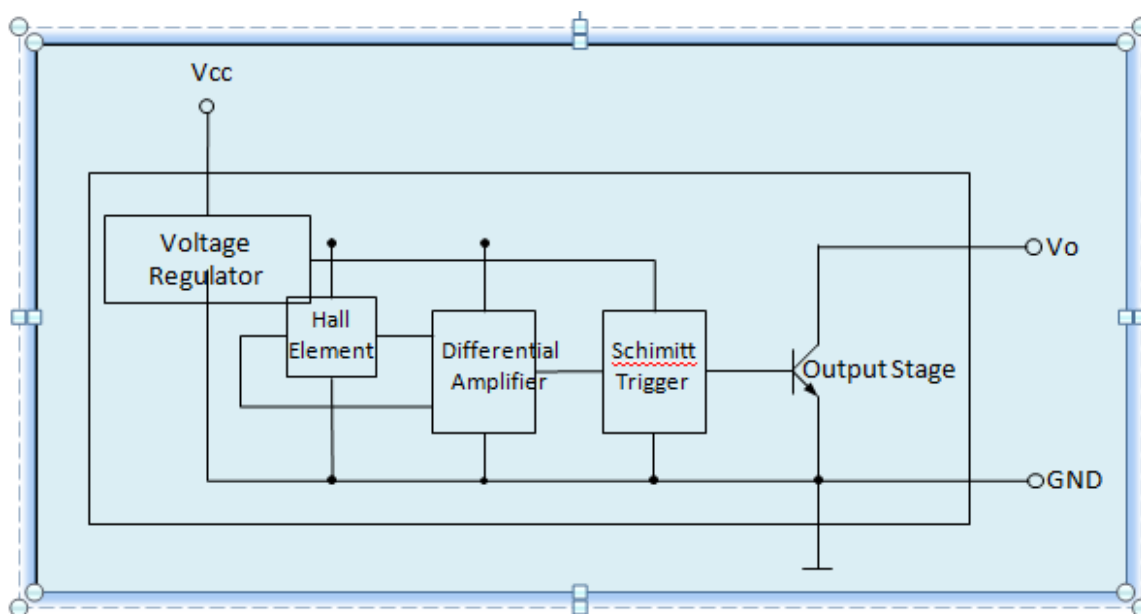 Vcc
Voltage
Regulator
Hall
Element
Differential
Amplifier
Schimitt
Trigger
Output Stage
Vo
GND